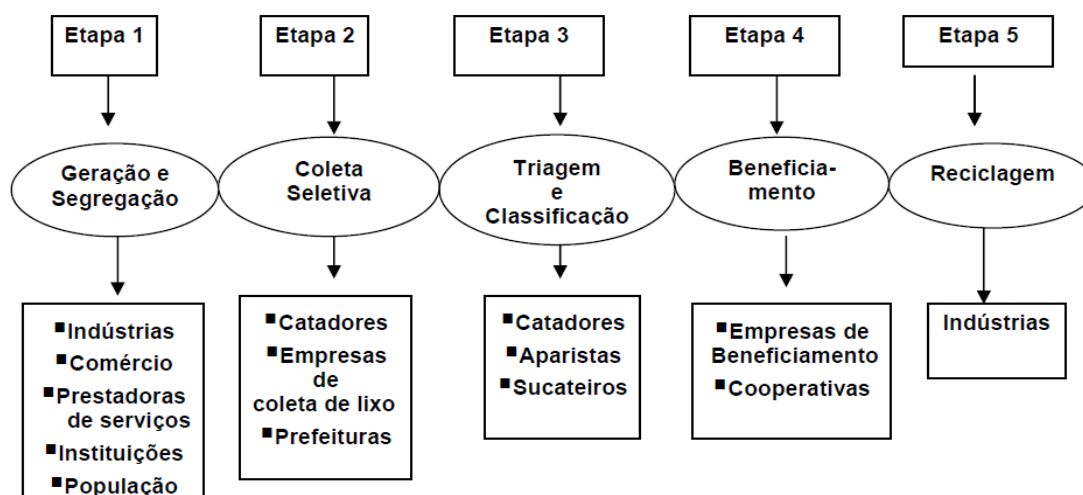 Etapa 1
Etapa 2
Etapa 3
Etapa 4
Etapa 5
Geração e
Segregação
Coleta
Seletiva
Triagem
e
Classificação
Beneficia-
mento
Reciclagem
▪Indústrias
▪Comércio
▪Prestadoras
de serviços
▪Instituições
▪População
▪Catadores
▪Empresas
de
coleta de lixo
▪Prefeituras
▪Catadores
▪Aparistas
▪Sucateiros
▪Empresas de
Beneficiamento
▪Cooperativas
Indústrias